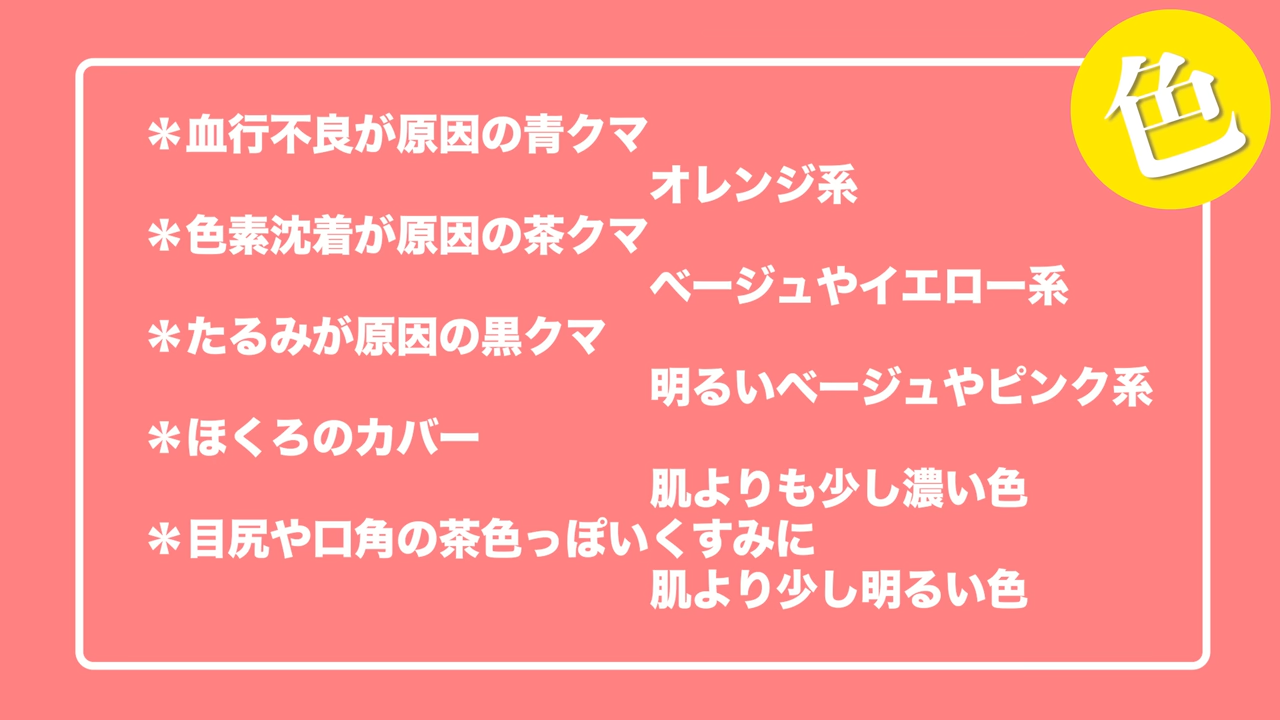 色
＊血行不良が原因の青クマ
オレンジ系
＊色素沈着が原因の茶クマ
ベージュやイエロー系
＊たるみが原因の黒クマ
明るいベージュやピンク系
＊ほくろのカバー
肌よりも少し濃い色
＊目尻や口角の茶色っぽいくすみに
肌より少し明るい色